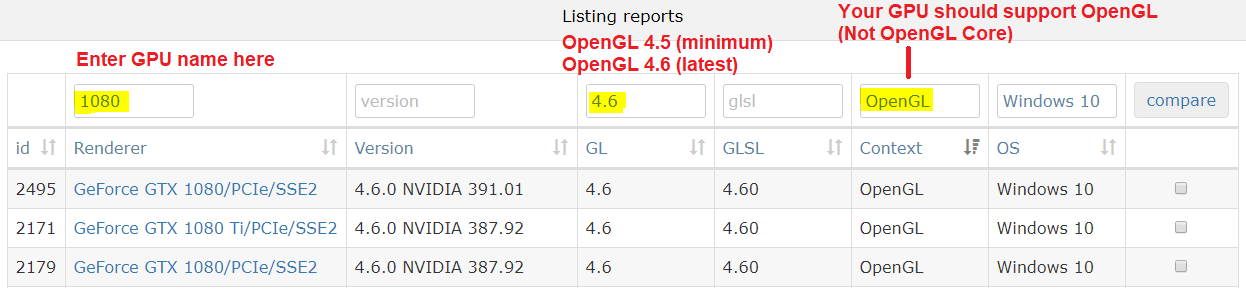 Listing reports
Your GPU should support OpenGL
(Not OpenGL Core)
Enter GPU name here
OpenGL 4.5 (minimum)
OpenGL 4.6 (latest)
1080 version 4.6 glsl OpenGL Windows 10 compare
id Renderer Version GL GLSL Context OS
2495 GeForce GTX 1080/PCIe/SSE2 4.6.0 NVIDIA 391.01 4.6 4.60 OpenGL Windows 10
2171 GeForce GTX 1080 Ti/PCIe/SSE2 4.6.0 NVIDIA 387.92 4.6 4.60 OpenGL Windows 10
2179 GeForce GTX 1080/PCIe/SSE2 4.6.0 NVIDIA 387.92 4.6 4.60 OpenGL Windows 10